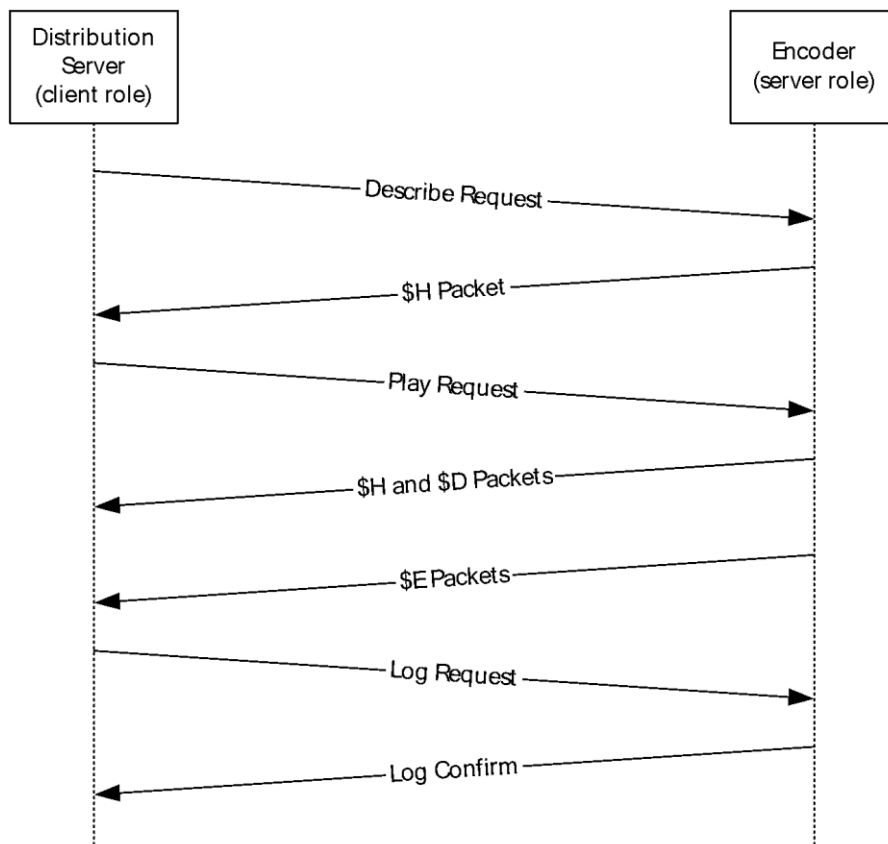 Distribution
Server
(client role)
Encoder
(server role)
Describe Request
$H Packet
Play Request
$H and $D Packets
$E Packets
Log Request
Log Confirm